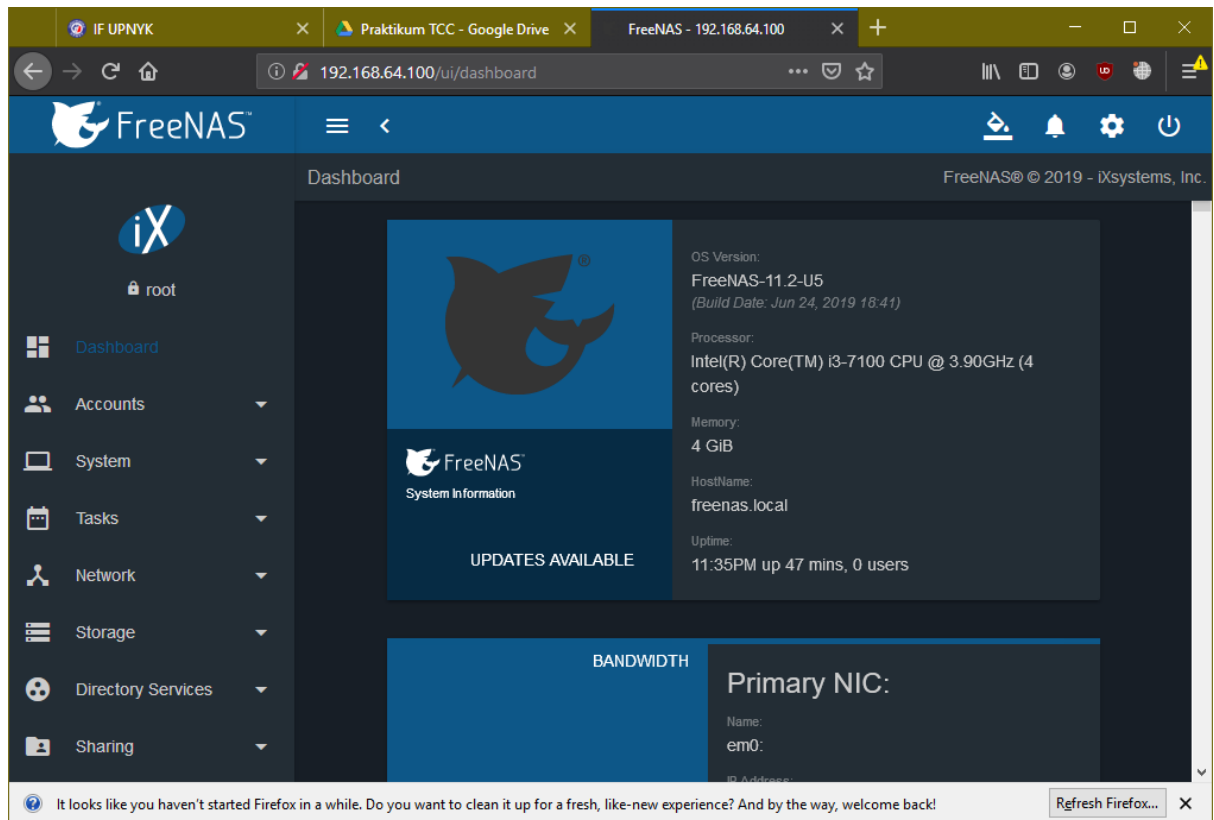 IF UPNYK
Praktikum TCC - Google Drive
FreeNAS - 192.168.64.100
192.168.64.100/ui/dashboard
FreeNAS™
Dashboard
FreeNAS® © 2019 - iXsystems, Inc.
iX
root
Dashboard
Accounts
System
Tasks
Network
Storage
Directory Services
Sharing
®
FreeNAS™
System Information
UPDATES AVAILABLE
OS Version:
FreeNAS-11.2-U5
(Build Date: Jun 24, 2019 18:41)
Processor:
Intel(R) Core(TM) i3-7100 CPU @ 3.90GHz (4
cores)
Memory:
4 GiB
HostName:
freenas.local
Uptime:
11:35PM up 47 mins, 0 users
BANDWIDTH
Primary NIC:
Name:
em0:
IP Address:
It looks like you haven't started Firefox in a while. Do you want to clean it up for a fresh, like-new experience? And by the way, welcome back!
Refresh Firefox...